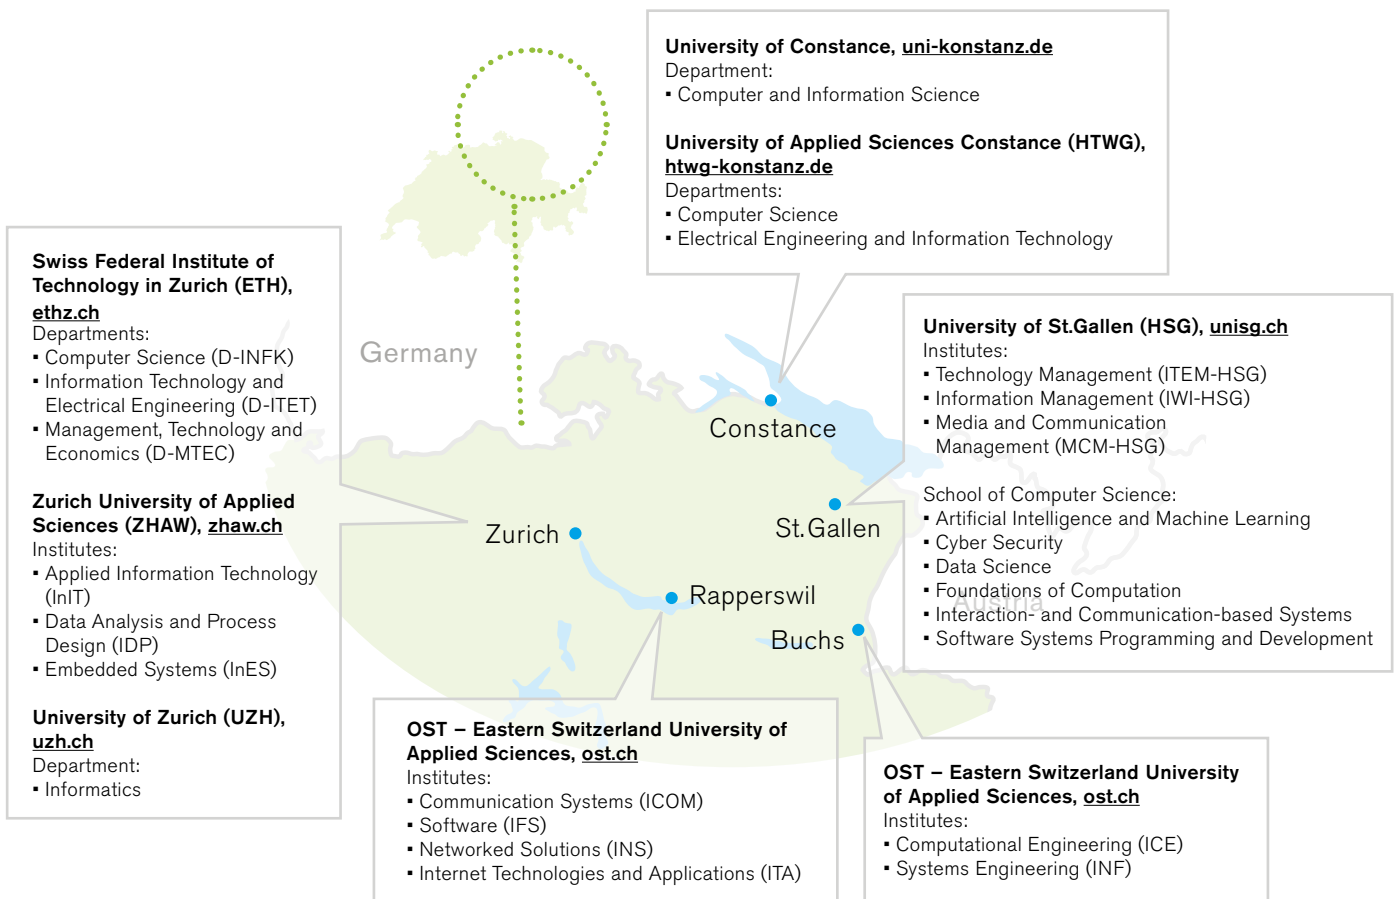 University of Constance, uni-konstanz.de
Department:
▪ Computer and Information Science
University of Applied Sciences Constance (HTWG),
htwg-konstanz.de
Departments:
▪ Computer Science
▪ Electrical Engineering and Information Technology
Swiss Federal Institute of
Technology in Zurich (ETH),
ethz.ch
Departments:
▪ Computer Science (D-INFK)
▪ Information Technology and
Electrical Engineering (D-ITET)
▪ Management, Technology and
Economics (D-MTEC)
Zurich University of Applied
Sciences (ZHAW), zhaw.ch
Institutes:
▪ Applied Information Technology
(InIT)
▪ Data Analysis and Process
Design (IDP)
▪ Embedded Systems (InES)
University of Zurich (UZH),
uzh.ch
Department:
▪ Informatics
Germany
Constance
Zurich
St.Gallen
Rapperswil
Buchs
Austria
University of St.Gallen (HSG), unisg.ch
Institutes:
▪ Technology Management (ITEM-HSG)
▪ Information Management (IWI-HSG)
▪ Media and Communication
Management (MCM-HSG)
School of Computer Science:
▪ Artificial Intelligence and Machine Learning
▪ Cyber Security
▪ Data Science
▪ Foundations of Computation
▪ Interaction- and Communication-based Systems
▪ Software Systems Programming and Development
OST – Eastern Switzerland University of
Applied Sciences, ost.ch
Institutes:
▪ Communication Systems (ICOM)
▪ Software (IFS)
▪ Networked Solutions (INS)
▪ Internet Technologies and Applications (ITA)
OST – Eastern Switzerland University
of Applied Sciences, ost.ch
Institutes:
▪ Computational Engineering (ICE)
▪ Systems Engineering (INF)